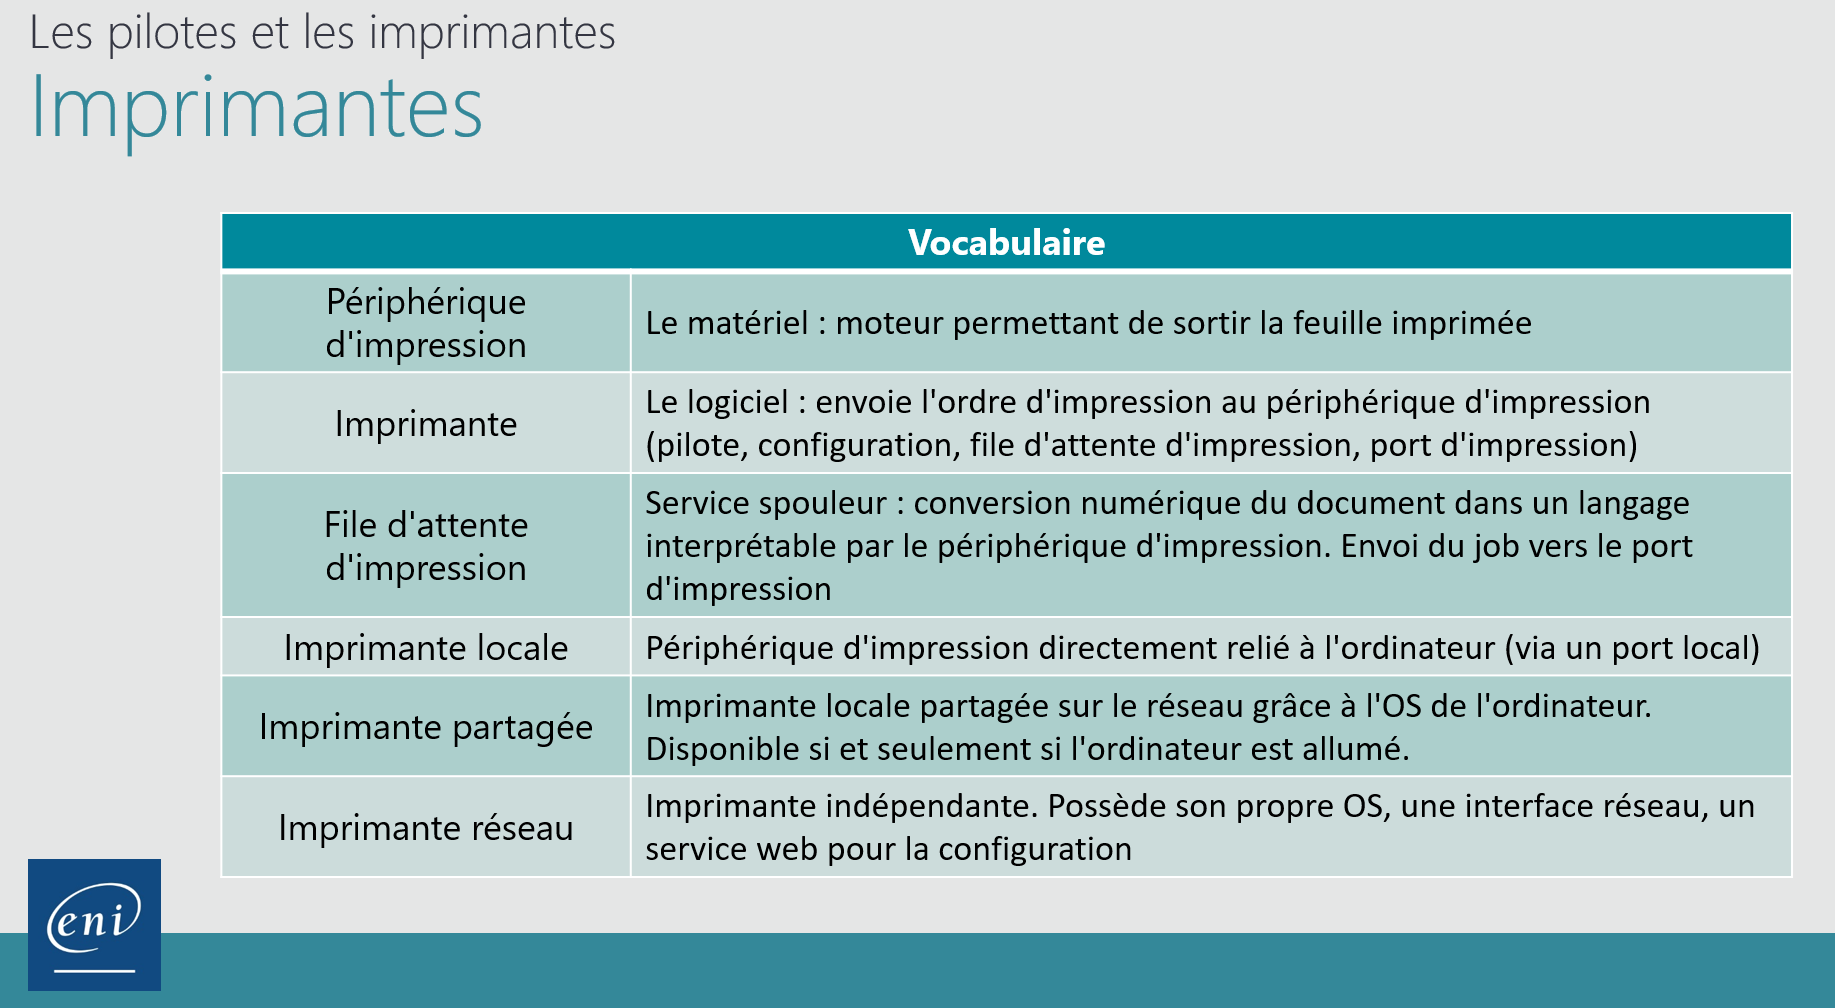 Les pilotes et les imprimantes
Imprimantes
Vocabulaire
Périphérique
d'impression
Le matériel : moteur permettant de sortir la feuille imprimée
Imprimante
Le logiciel : envoie l'ordre d'impression au périphérique d'impression
(pilote, configuration, file d'attente d'impression, port d'impression)
File d'attente
d'impression
Service spouleur : conversion numérique du document dans un langage
interprétable par le périphérique d'impression. Envoi du job vers le port
d'impression
Imprimante locale
Périphérique d'impression directement relié à l'ordinateur (via un port local)
Imprimante partagée
Imprimante locale partagée sur le réseau grâce à l'OS de l'ordinateur.
Disponible si et seulement si l'ordinateur est allumé.
Imprimante réseau
Imprimante indépendante. Possède son propre OS, une interface réseau, un
service web pour la configuration
eni